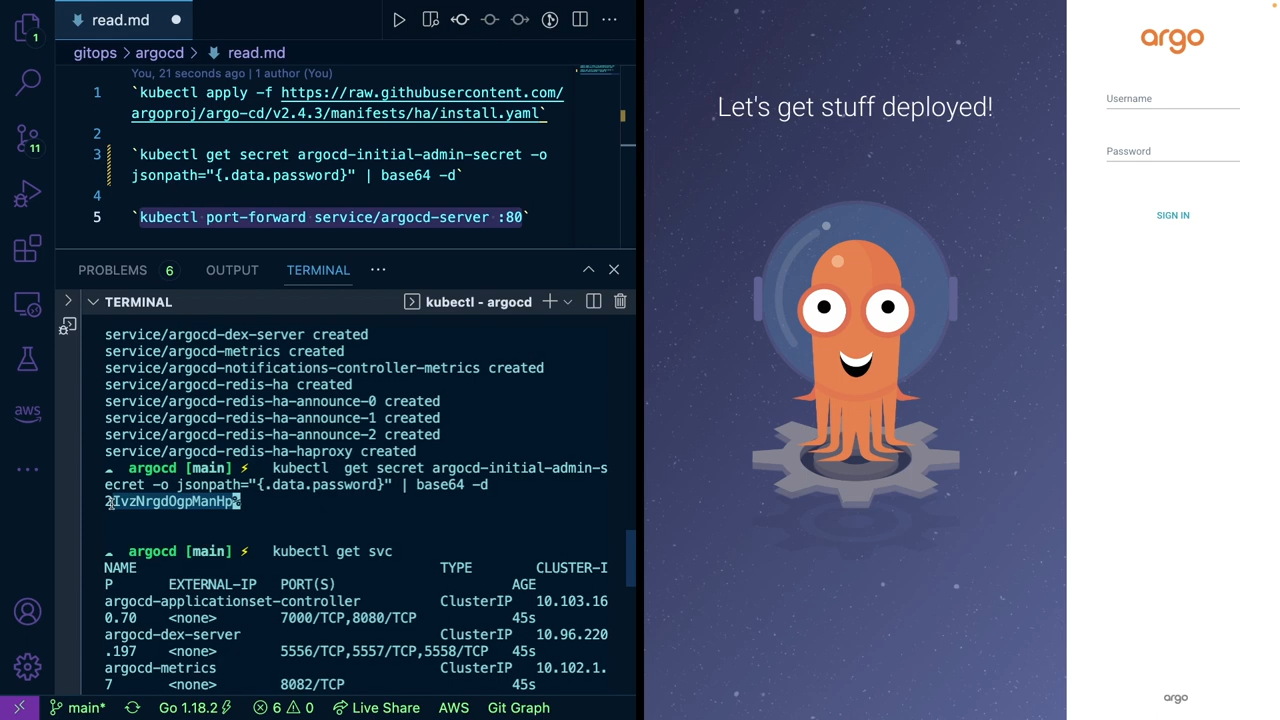 read.md
1
gitops > argocd > read.md
You, 21 seconds ago | 1 author (You)
1 `kubectl apply -f https://raw.githubusercontent.com/
argoproj/argo-cd/v2.4.3/manifests/ha/install.yaml`
2
3 `kubectl get secret argocd-initial-admin-secret -o
jsonpath="{.data.password}" | base64 -d`
4
5 `kubectl port-forward service/argocd-server :80`
11
PROBLEMS 6 OUTPUT TERMINAL ...
TERMINAL kubectl - argocd
service/argocd-dex-server created
service/argocd-metrics created
service/argocd-notifications-controller-metrics created
service/argocd-redis-ha created
service/argocd-redis-ha-announce-0 created
service/argocd-redis-ha-announce-1 created
service/argocd-redis-ha-announce-2 created
service/argocd-redis-ha-haproxy created
argocd [main] ⚡ kubectl get secret argocd-initial-admin-s
ecret -o jsonpath="{.data.password}" | base64 -d
2IvzNrgdOgpManHp%
argocd [main] ⚡ kubectl get svc
NAME TYPE CLUSTER-I
P EXTERNAL-IP PORT(S) AGE
argocd-applicationset-controller ClusterIP 10.103.16
0.70 <none> 7000/TCP,8080/TCP 45s
argocd-dex-server ClusterIP 10.96.220
.197 <none> 5556/TCP,5557/TCP,5558/TCP 45s
argocd-metrics ClusterIP 10.102.1.
7 <none> 8082/TCP 45s
aws
main* Go 1.18.2 6 0 Live Share AWS Git Graph
Let's get stuff deployed!
argo
Username
Password
SIGN IN
argo